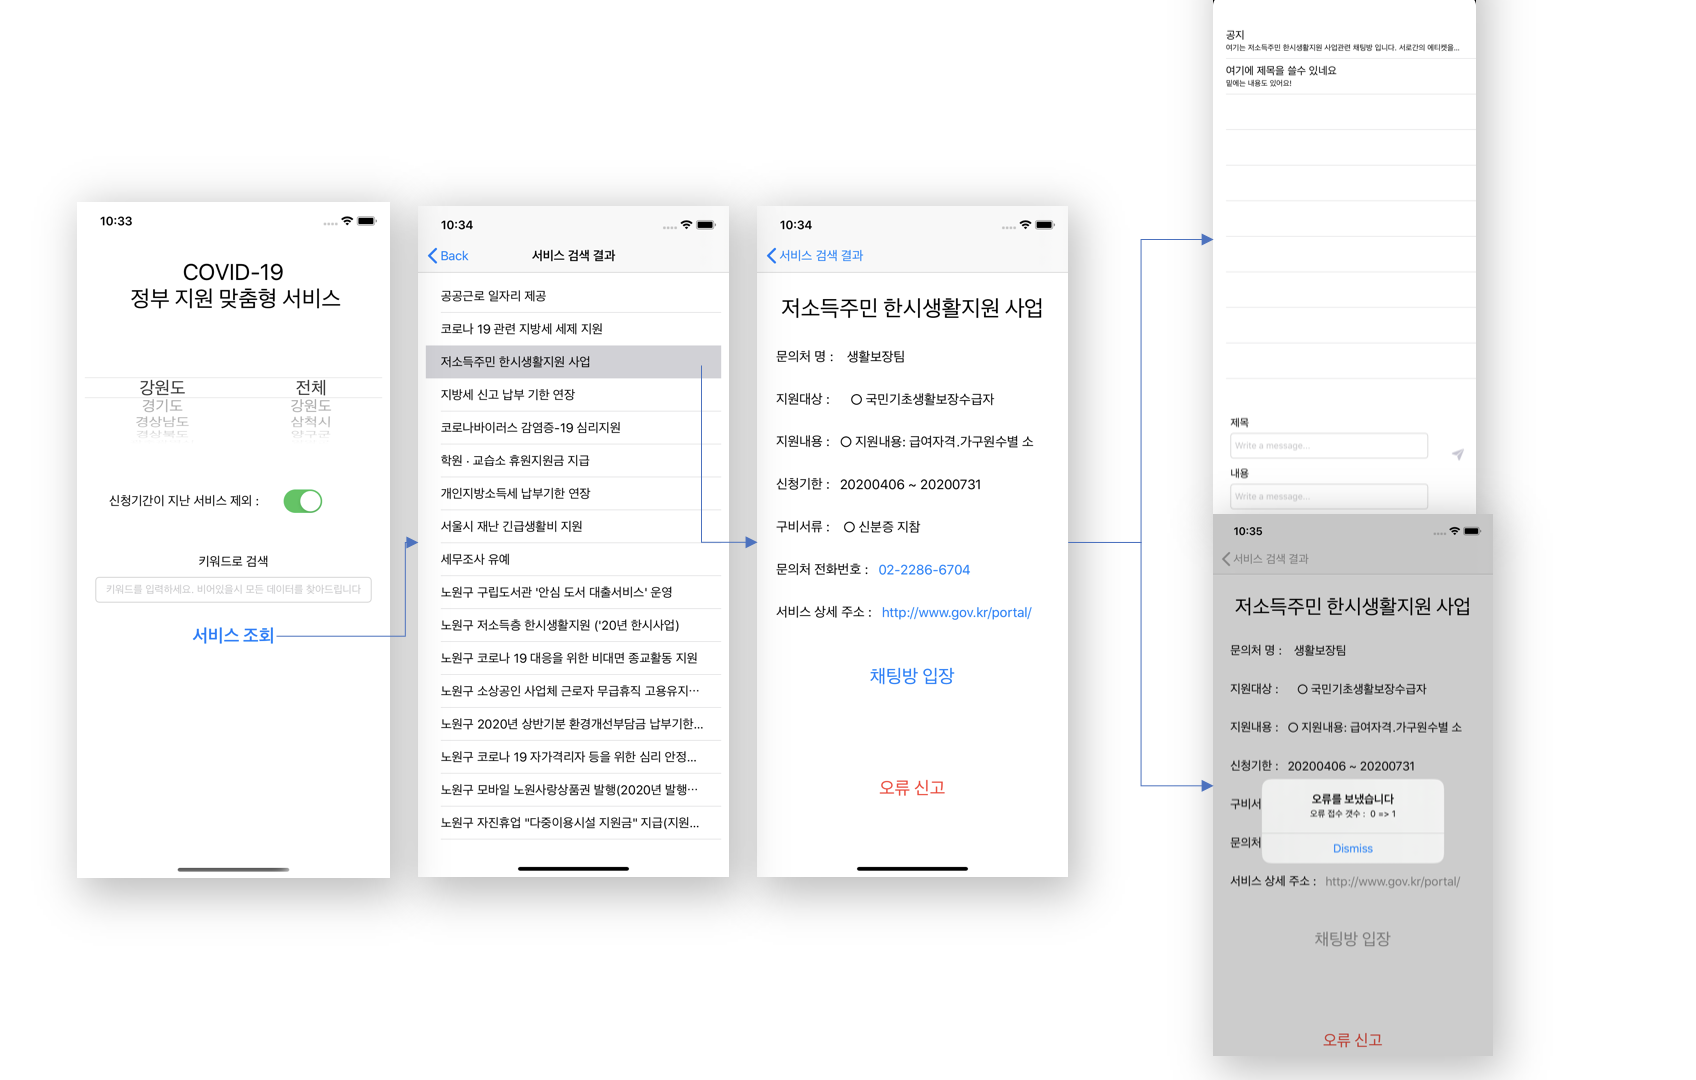 10:33
COVID-19
정부 지원 맞춤형 서비스
강원도 전체
경기도 강원도
경상남도 삼척시
경상북도 양구군
신청기간이 지난 서비스 제외 :
키워드로 검색
키워드를 입력하세요. 비어있을시 모든 데이터를 찾아드립니다
서비스 조회
10:34
Back 서비스 검색 결과
공공근로 일자리 제공
코로나 19 관련 지방세 세제 지원
저소득주민 한시생활지원 사업
지방세 신고 납부 기한 연장
코로나바이러스 감염증-19 심리지원
학원 · 교습소 휴원지원금 지급
개인지방소득세 납부기한 연장
서울시 재난 긴급생활비 지원
세무조사 유예
노원구 구립도서관 '안심 도서 대출서비스' 운영
노원구 저소득층 한시생활지원 ('20년 한시사업)
노원구 코로나 19 대응을 위한 비대면 종교활동 지원
노원구 소상공인 사업체 근로자 무급휴직 고용유지…
노원구 2020년 상반기분 환경개선부담금 납부기한...
노원구 코로나 19 자가격리자 등을 위한 심리 안정...
노원구 모바일 노원사랑상품권 발행(2020년 발행…
노원구 자진휴업 "다중이용시설 지원금" 지급(지원...
10:34
서비스 검색 결과
저소득주민 한시생활지원 사업
문의처 명 : 생활보장팀
지원대상 : ○ 국민기초생활보장수급자
지원내용 : ○ 지원내용: 급여자격.가구원수별 소
신청기한 : 20200406 ~ 20200731
구비서류 : ○ 신분증 지참
문의처 전화번호 : 02-2286-6704
서비스 상세 주소 : http://www.gov.kr/portal/
채팅방 입장
오류 신고
공지
여기는 저소득주민 한시생활지원 사업관련 채팅방 입니다. 서로간의 에티켓을...
여기에 제목을 쓸수 있네요
밑에는 내용도 있어요!
제목
Write a message...
내용
Write a message...
10:35
서비스 검색 결과
저소득주민 한시생활지원 사업
문의처 명 : 생활보장팀
지원대상 : ○ 국민기초생활보장수급자
지원내용 : ○ 지원내용: 급여자격.가구원수별 소
신청기한 : 20200406 ~ 20200731
구비서
오류를 보냈습니다
오류 접수 갯수 : 0 => 1
문의처
Dismiss
서비스 상세 주소 : http://www.gov.kr/portal/
채팅방 입장
오류 신고